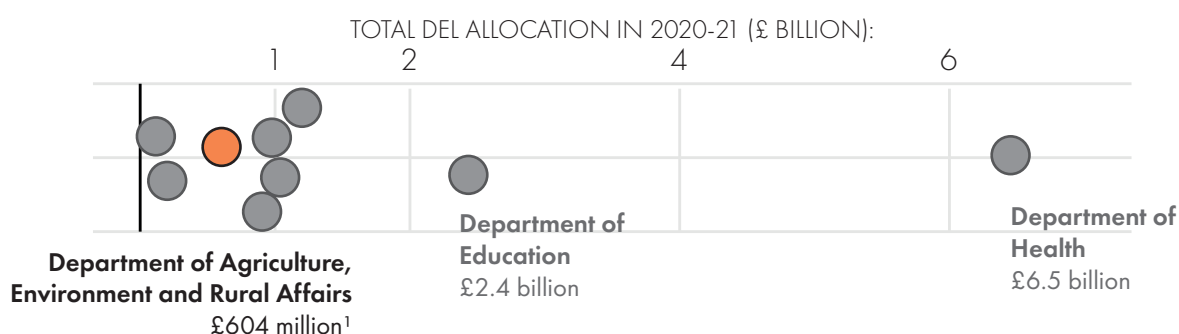 TOTAL DEL ALLOCATION IN 2020-21 (£ BILLION):
1 2 4 6
Department of Agriculture,
Environment and Rural Affairs
£604 million¹
Department of
Education
£2.4 billion
Department of
Health
£6.5 billion